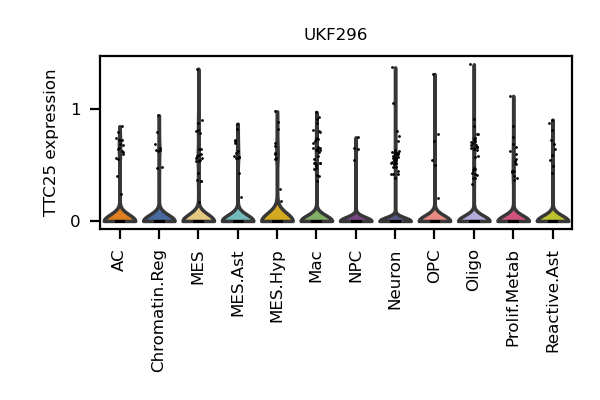 UKF296
TTC25 expression
1
0
AC
Chromatin.Reg
MES
MES.Ast
MES.Hyp
Mac
NPC
Neuron
OPC
Oligo
Prolif.Metab
Reactive.Ast